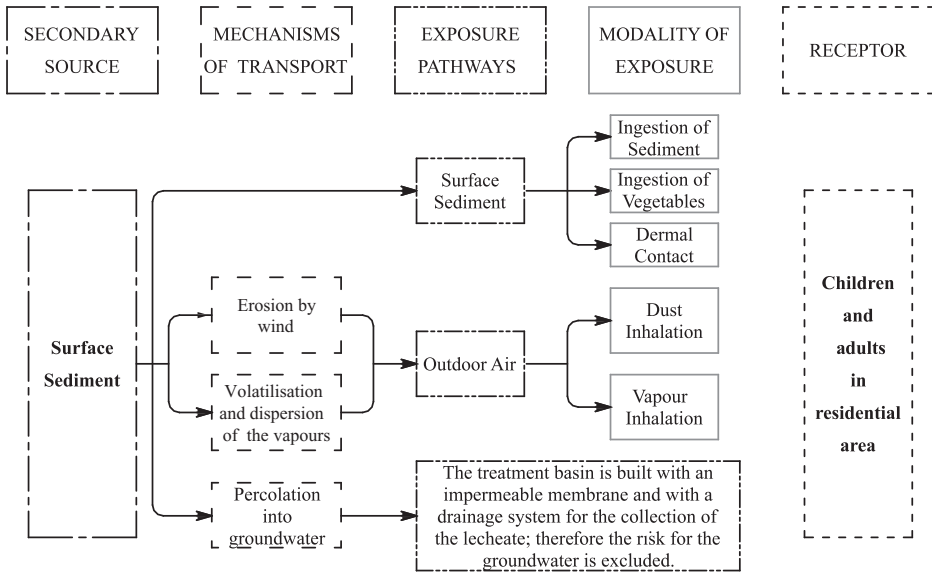 SECONDARY
SOURCE
MECHANISMS
OF TRANSPORT
EXPOSURE
PATHWAYS
MODALITY OF
EXPOSURE
RECEPTOR
Surface
Sediment
Erosion by
wind
Volatilisation
and dispersion
of the vapours
Percolation
into
groundwater
Surface
Sediment
Outdoor Air
Ingestion of
Sediment
Ingestion of
Vegetables
Dermal
Contact
Dust
Inhalation
Vapour
Inhalation
The treatment basin is built with an
impermeable membrane and with a
drainage system for the collection of
the lecheate; therefore the risk for the
groundwater is excluded.
Children
and
adults
in
residential
area